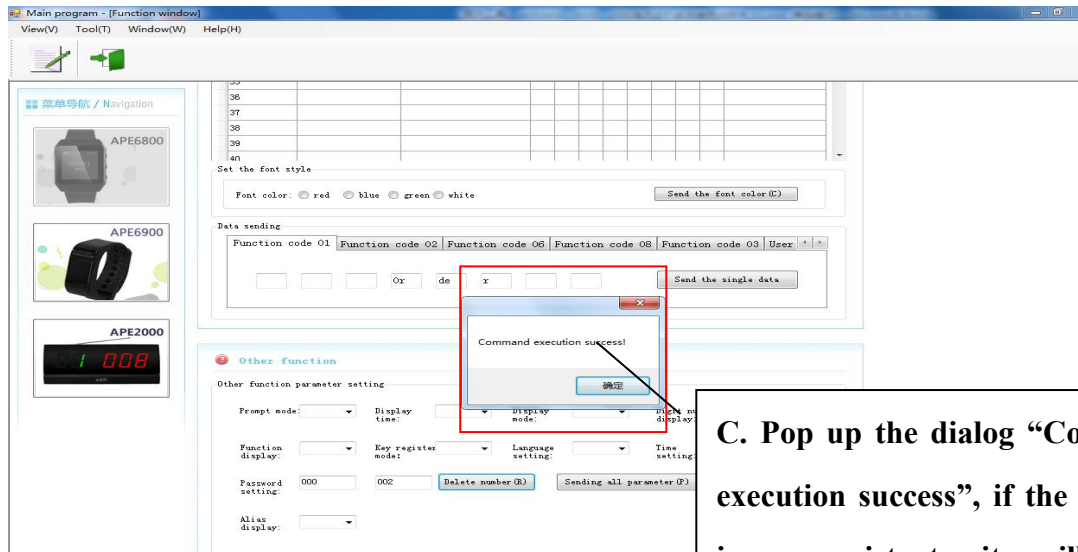 Main program - [Function window]
View(V) Tool(T) Window(W) Help(H)
菜单导航 / Navigation
APE6800
APE6900
APE2000
1 008
36
37
38
39
40
Set the font style
Font color: red blue green white
Send the font color(C)
Data sending
Function code 01 Function code 02 Function code 06 Function code 08 Function code 03 User
Or de r
Send the single data
Command execution success!
确定
Other function
Other function parameter setting
Prompt mode: Display time: Display mode: display:
Function display: Key register mode: Language setting: Time setting:
Password setting: 000 002 Delete number(R) Sending all parameter(P)
Alias display:
C. Pop up the dialog “Co
execution success”, if the